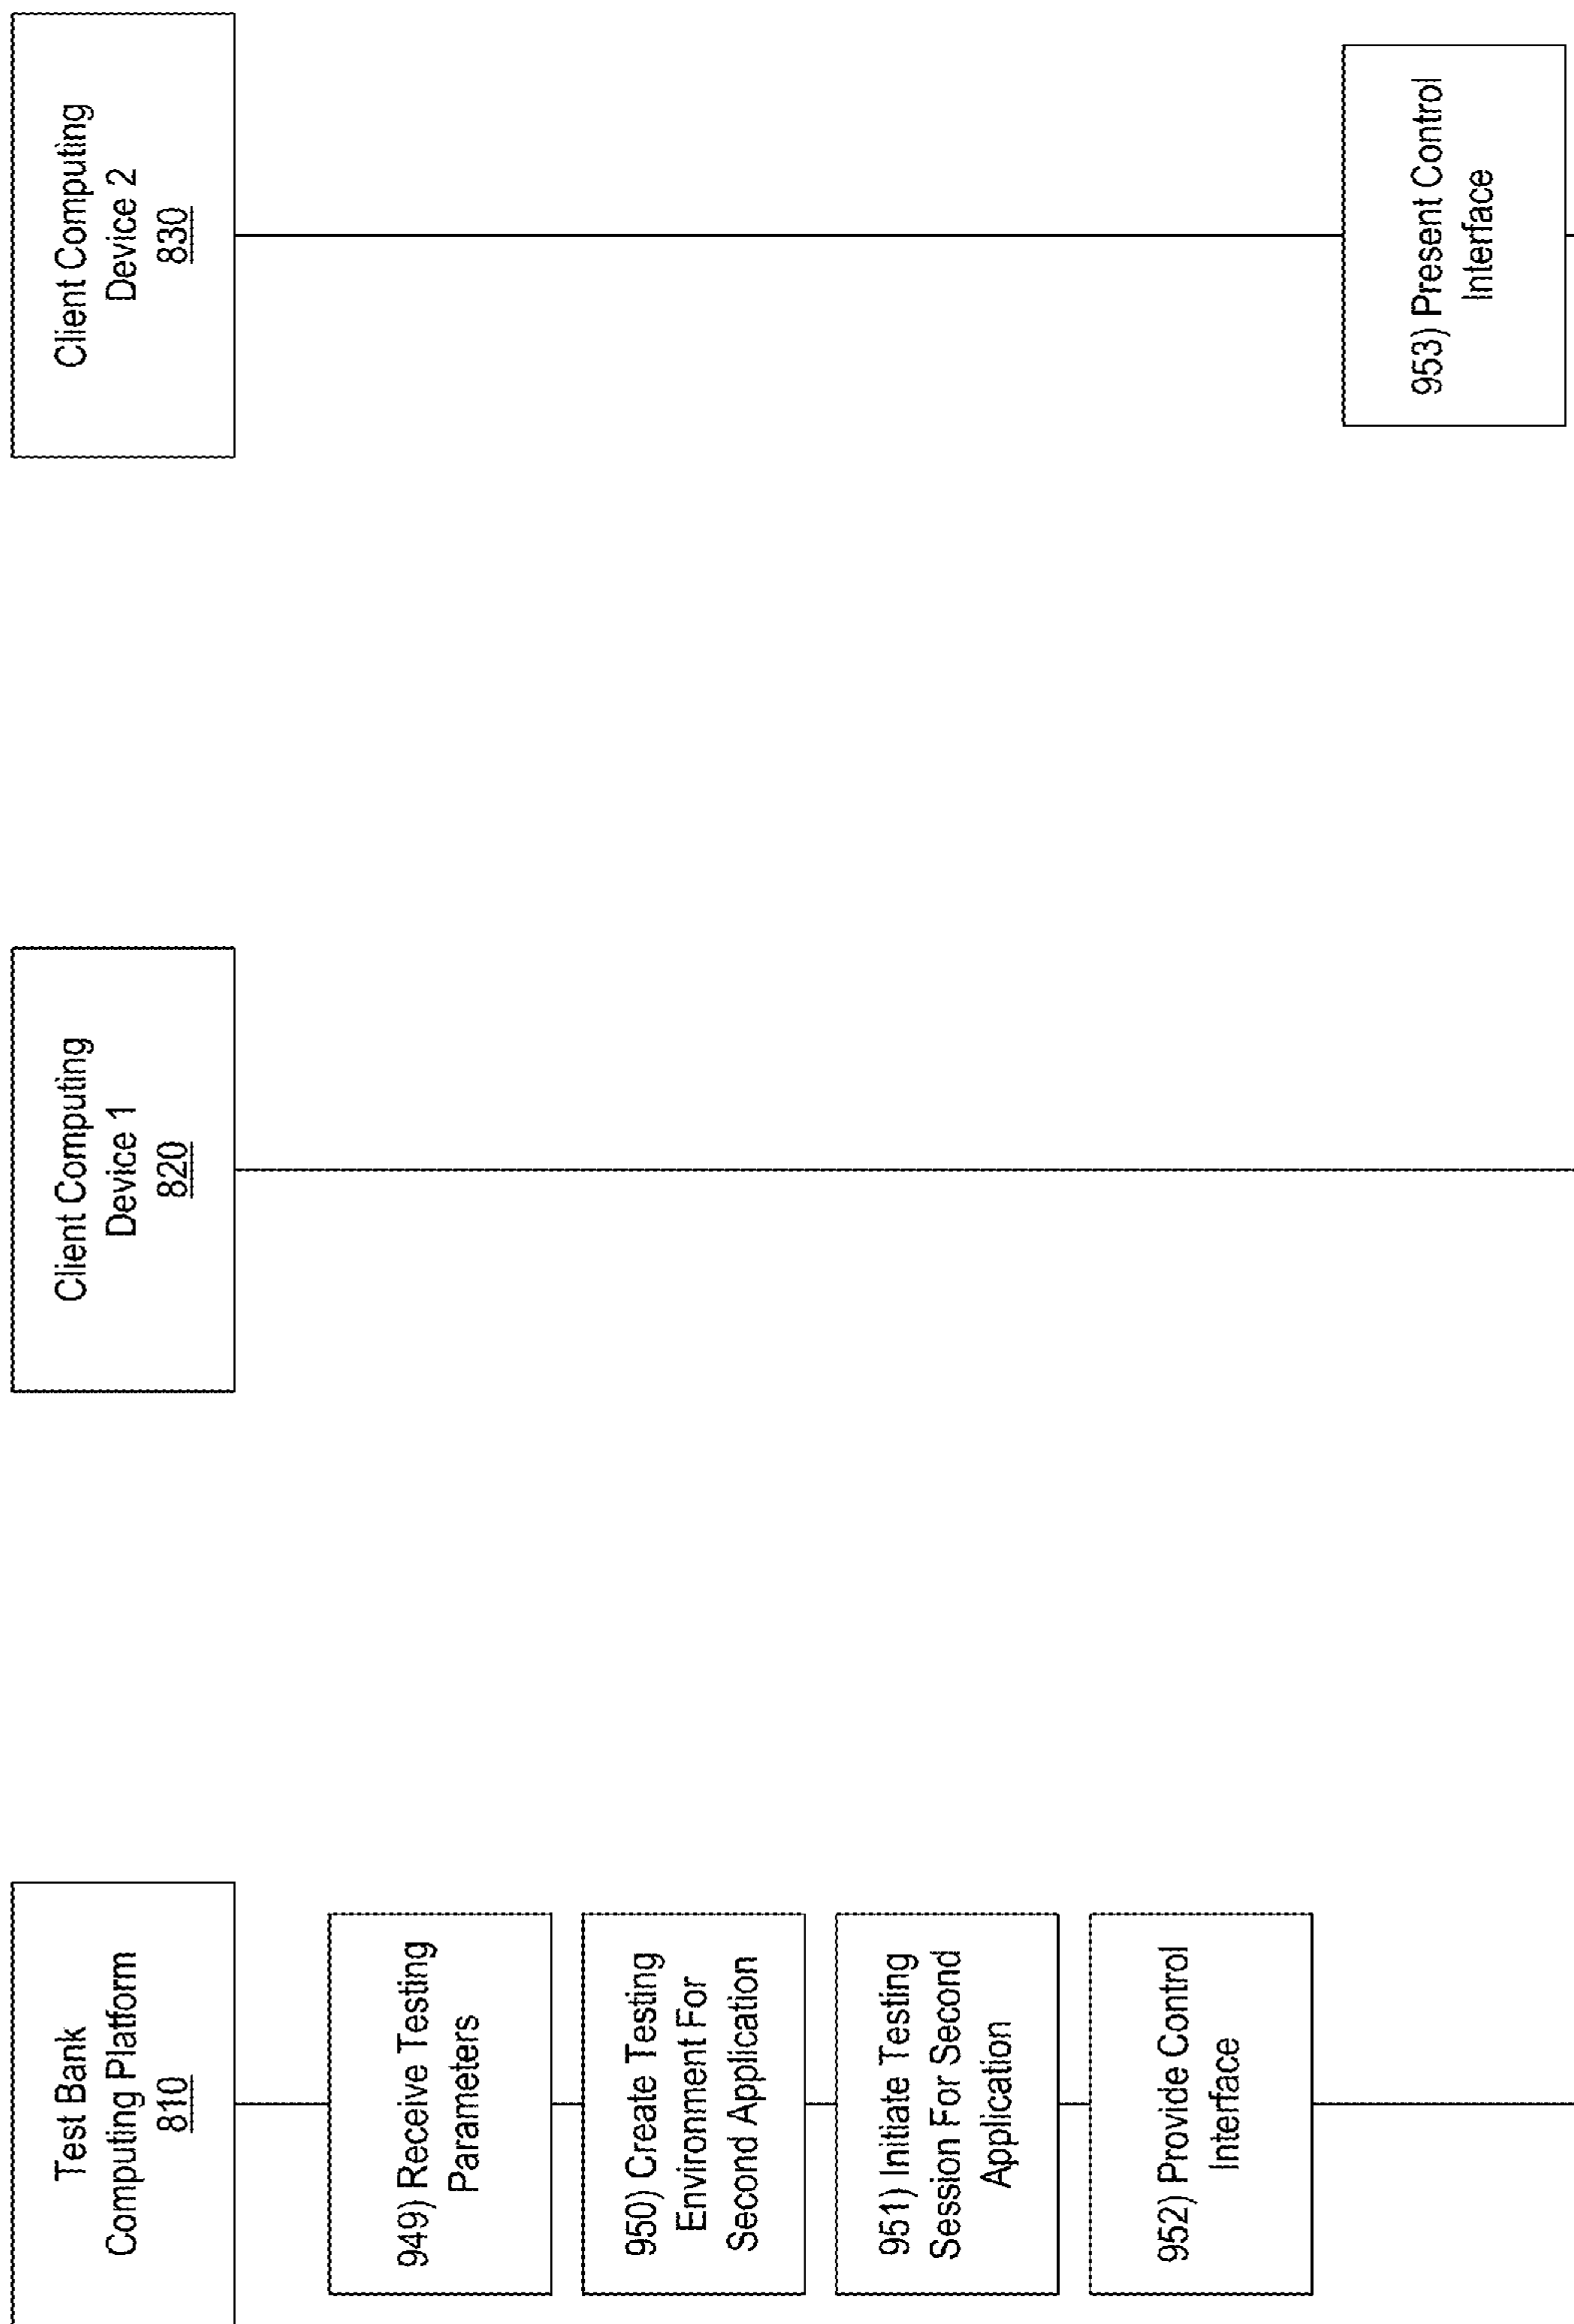 Test Bank
Computing Platform
810
Client Computing
Device 1
820
Client Computing
Device 2
830
949) Receive Testing
Parameters
950) Create Testing
Environment For
Second Application
951) Initiate Testing
Session For Second
Application
952) Provide Control
Interface
953) Present Control
Interface